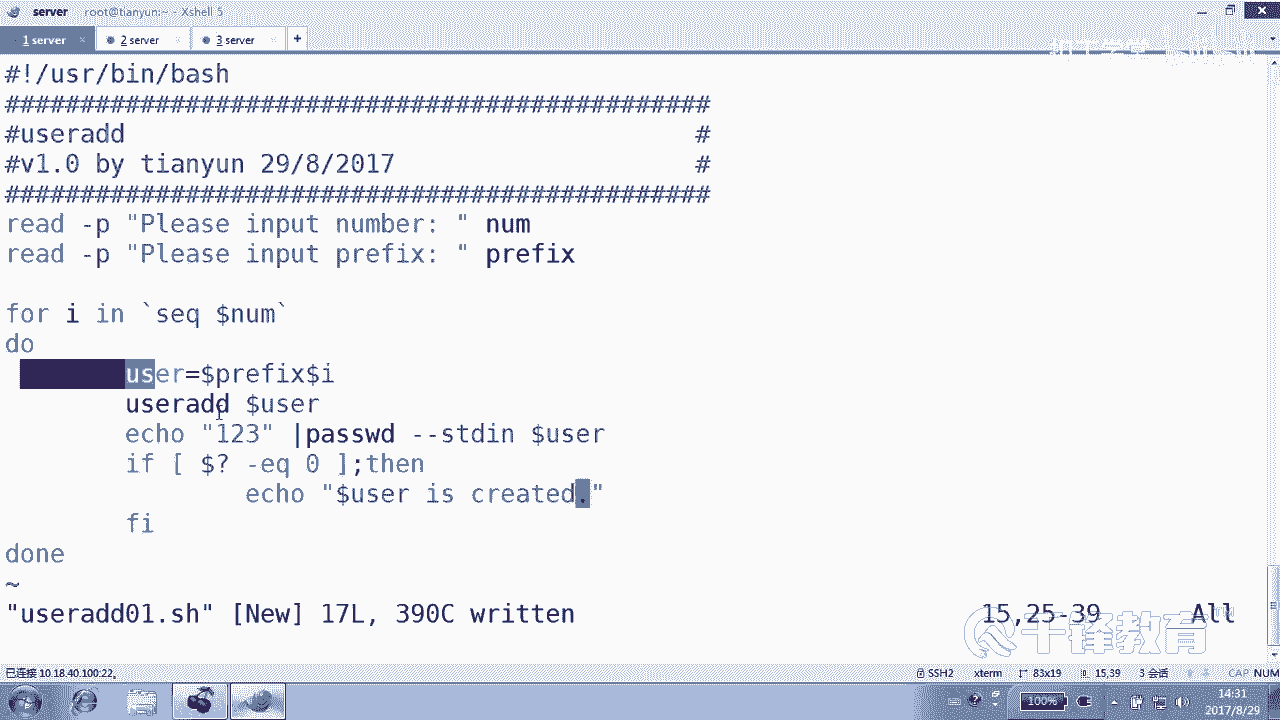 server root@tianyun:~ - Xshell 5
1 server × 2 server × 3 server × +
#!/usr/bin/bash
###############################################
#useradd #
#v1.0 by tianyun 29/8/2017 #
###############################################
read -p "Please input number: " num
read -p "Please input prefix: " prefix
for i in `seq $num`
do
user=$prefix$i
useradd $user
echo "123" |passwd --stdin $user
if [ $? -eq 0 ];then
echo "$user is created."
fi
done
~
"useradd01.sh" [New] 17L, 390C written 15,25-39 All
千锋教育
已连接 10.18.40.100:22。 SSH2 xterm 83x19 15,39 3 会话 CAP NUM
100% 14:31
2017/8/29